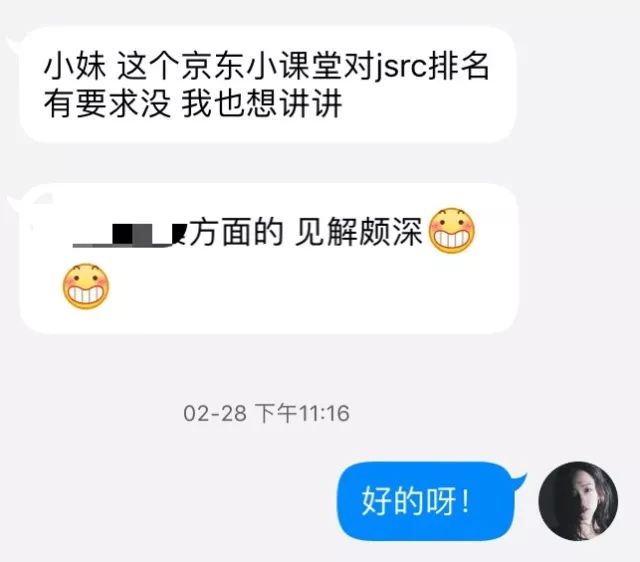 小妹 这个京东小课堂对jsrc排名
有要求没 我也想讲讲
方面的 见解颇深
02-28 下午11:16
好的呀！